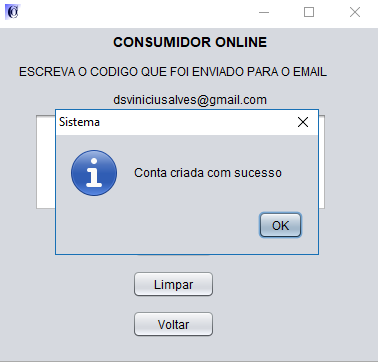 CONSUMIDOR ONLINE
ESCREVA O CODIGO QUE FOI ENVIADO PARA O EMAIL
dsviniciusalves@gmail.com
Sistema
Conta criada com sucesso
OK
Limpar
Voltar